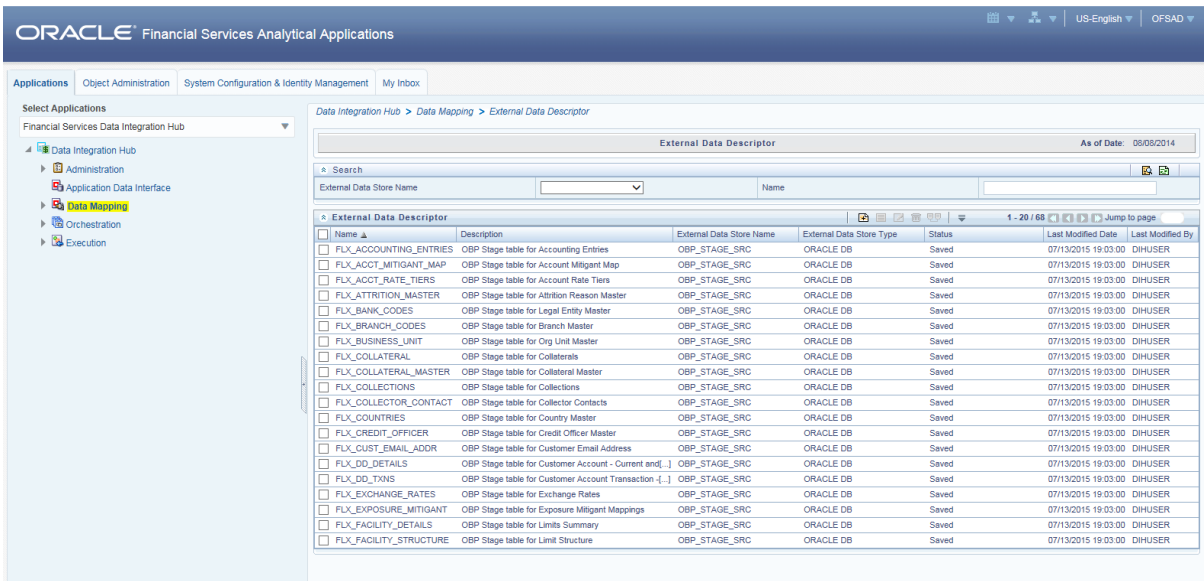 US-English OFSAD
ORACLE® Financial Services Analytical Applications
Applications Object Administration System Configuration & Identity Management My Inbox
Select Applications
Financial Services Data Integration Hub
Data Integration Hub
Administration
Application Data Interface
Data Mapping
Orchestration
Execution
Data Integration Hub > Data Mapping > External Data Descriptor
External Data Descriptor As of Date: 08/08/2014
Search
External Data Store Name Name
External Data Descriptor 1 - 20 / 68 Jump to page
Name Description External Data Store Name External Data Store Type Status Last Modified Date Last Modified By
FLX_ACCOUNTING_ENTRIES OBP Stage table for Accounting Entries OBP_STAGE_SRC ORACLE DB Saved 07/13/2015 19:03:00 DIHUSER
FLX_ACCT_MITIGANT_MAP OBP Stage table for Account Mitigant Map OBP_STAGE_SRC ORACLE DB Saved 07/13/2015 19:03:00 DIHUSER
FLX_ACCT_RATE_TIERS OBP Stage table for Account Rate Tiers OBP_STAGE_SRC ORACLE DB Saved 07/13/2015 19:03:00 DIHUSER
FLX_ATTRITION_MASTER OBP Stage table for Attrition Reason Master OBP_STAGE_SRC ORACLE DB Saved 07/13/2015 19:03:00 DIHUSER
FLX_BANK_CODES OBP Stage table for Legal Entity Master OBP_STAGE_SRC ORACLE DB Saved 07/13/2015 19:03:00 DIHUSER
FLX_BRANCH_CODES OBP Stage table for Branch Master OBP_STAGE_SRC ORACLE DB Saved 07/13/2015 19:03:00 DIHUSER
FLX_BUSINESS_UNIT OBP Stage table for Org Unit Master OBP_STAGE_SRC ORACLE DB Saved 07/13/2015 19:03:00 DIHUSER
FLX_COLLATERAL OBP Stage table for Collaterals OBP_STAGE_SRC ORACLE DB Saved 07/13/2015 19:03:00 DIHUSER
FLX_COLLATERAL_MASTER OBP Stage table for Collateral Master OBP_STAGE_SRC ORACLE DB Saved 07/13/2015 19:03:00 DIHUSER
FLX_COLLECTIONS OBP Stage table for Collections OBP_STAGE_SRC ORACLE DB Saved 07/13/2015 19:03:00 DIHUSER
FLX_COLLECTOR_CONTACT OBP Stage table for Collector Contacts OBP_STAGE_SRC ORACLE DB Saved 07/13/2015 19:03:00 DIHUSER
FLX_COUNTRIES OBP Stage table for Country Master OBP_STAGE_SRC ORACLE DB Saved 07/13/2015 19:03:00 DIHUSER
FLX_CREDIT_OFFICER OBP Stage table for Credit Officer Master OBP_STAGE_SRC ORACLE DB Saved 07/13/2015 19:03:00 DIHUSER
FLX_CUST_EMAIL_ADDR OBP Stage table for Customer Email Address OBP_STAGE_SRC ORACLE DB Saved 07/13/2015 19:03:00 DIHUSER
FLX_DD_DETAILS OBP Stage table for Customer Account - Current and[...] OBP_STAGE_SRC ORACLE DB Saved 07/13/2015 19:03:00 DIHUSER
FLX_DD_TXNS OBP Stage table for Customer Account Transaction -[...] OBP_STAGE_SRC ORACLE DB Saved 07/13/2015 19:03:00 DIHUSER
FLX_EXCHANGE_RATES OBP Stage table for Exchange Rates OBP_STAGE_SRC ORACLE DB Saved 07/13/2015 19:03:00 DIHUSER
FLX_EXPOSURE_MITIGANT OBP Stage table for Exposure Mitigant Mappings OBP_STAGE_SRC ORACLE DB Saved 07/13/2015 19:03:00 DIHUSER
FLX_FACILITY_DETAILS OBP Stage table for Limits Summary OBP_STAGE_SRC ORACLE DB Saved 07/13/2015 19:03:00 DIHUSER
FLX_FACILITY_STRUCTURE OBP Stage table for Limit Structure OBP_STAGE_SRC ORACLE DB Saved 07/13/2015 19:03:00 DIHUSER